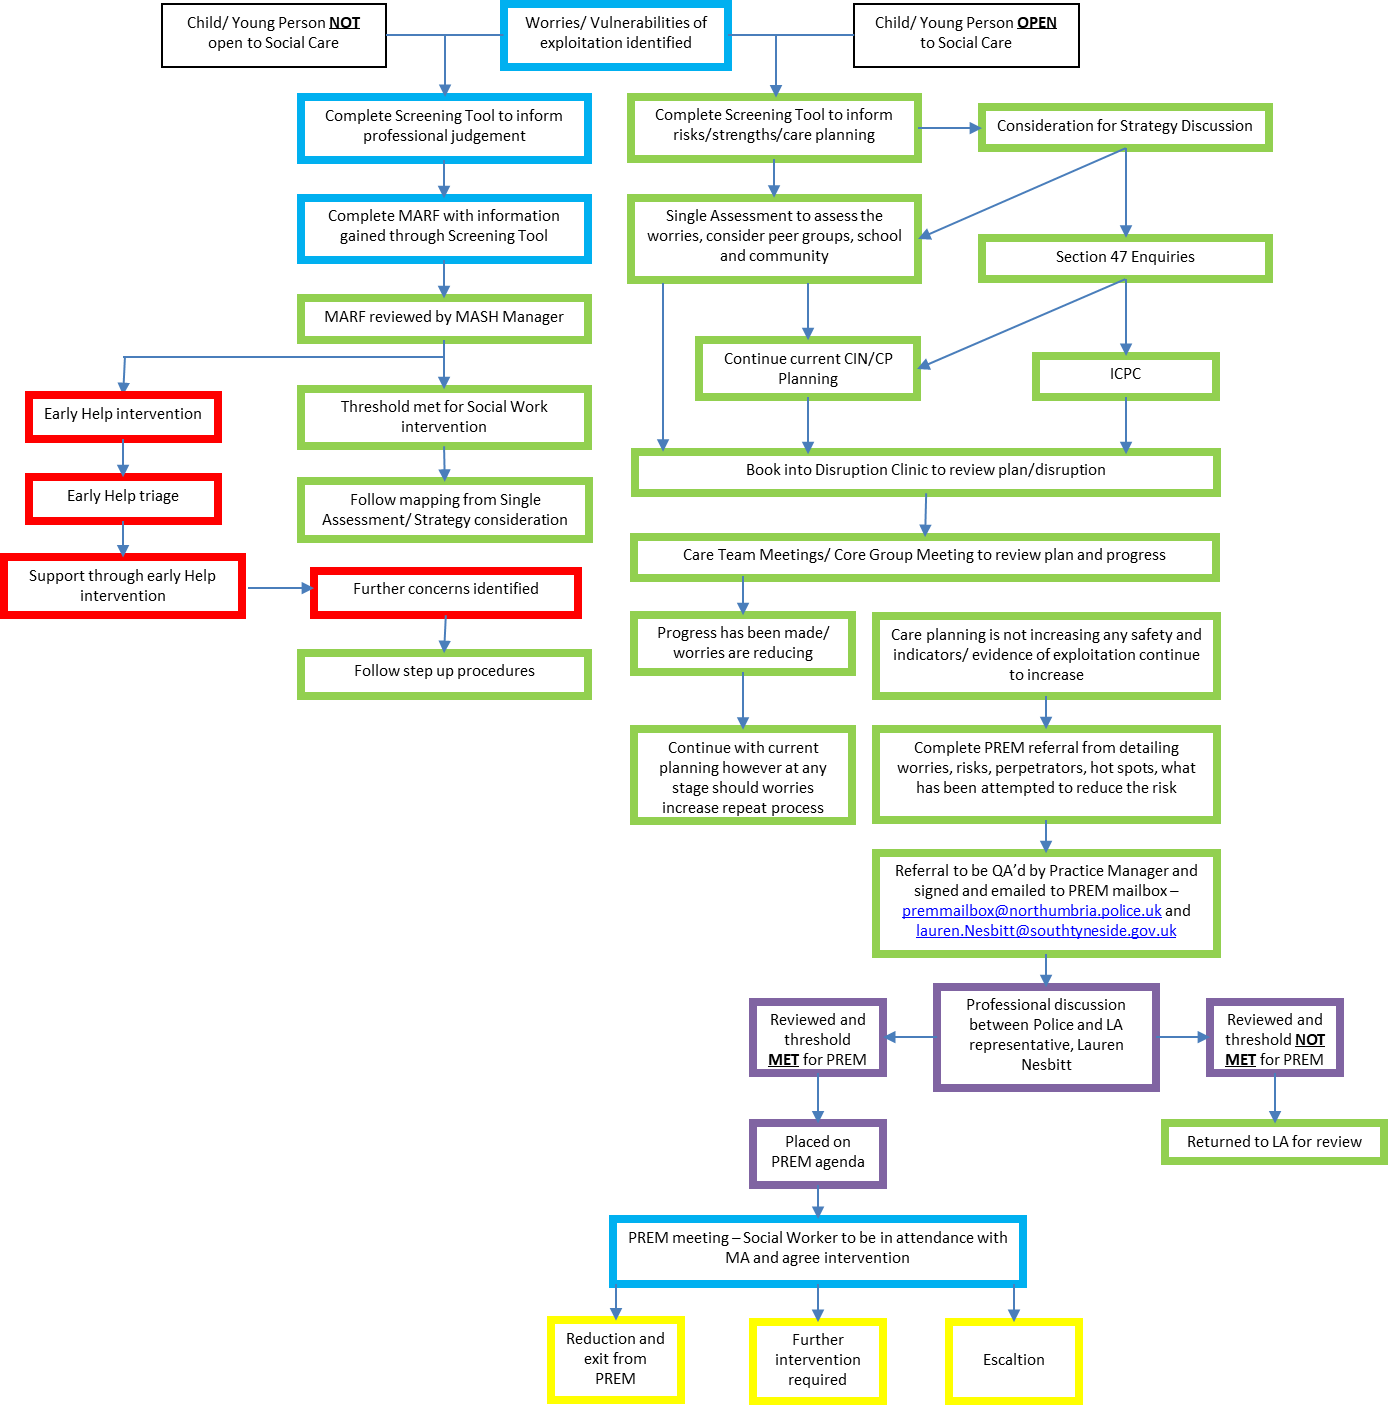 Child/ Young Person NOT
open to Social Care
Worries/ Vulnerabilities of
exploitation identified
Child/ Young Person OPEN
to Social Care
Complete Screening Tool to inform
professional judgement
Complete MARF with information
gained through Screening Tool
MARF reviewed by MASH Manager
Early Help intervention
Early Help triage
Support through early Help
intervention
Threshold met for Social Work
intervention
Follow mapping from Single
Assessment/ Strategy consideration
Further concerns identified
Follow step up procedures
Complete Screening Tool to inform
risks/strengths/care planning
Consideration for Strategy Discussion
Single Assessment to assess the
worries, consider peer groups, school
and community
Section 47 Enquiries
Continue current CIN/CP
Planning
ICPC
Book into Disruption Clinic to review plan/disruption
Care Team Meetings/ Core Group Meeting to review plan and progress
Progress has been made/
worries are reducing
Continue with current
planning however at any
stage should worries
increase repeat process
Care planning is not increasing any safety and
indicators/ evidence of exploitation continue
to increase
Complete PREM referral from detailing
worries, risks, perpetrators, hot spots, what
has been attempted to reduce the risk
Referral to be QA’d by Practice Manager and
signed and emailed to PREM mailbox –
premmailbox@northumbria.police.uk and
lauren.Nesbitt@southtyneside.gov.uk
Reviewed and
threshold
MET for PREM
Professional discussion
between Police and LA
representative, Lauren
Nesbitt
Reviewed and
threshold NOT
MET for PREM
Placed on
PREM agenda
Returned to LA for review
PREM meeting – Social Worker to be in attendance with
MA and agree intervention
Reduction and
exit from
PREM
Further
intervention
required
Escaltion